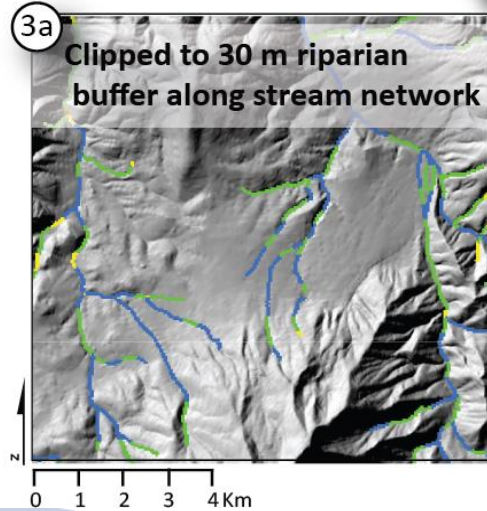 3a
Clipped to 30 m riparian
buffer along stream network
N
0 1 2 3 4 Km